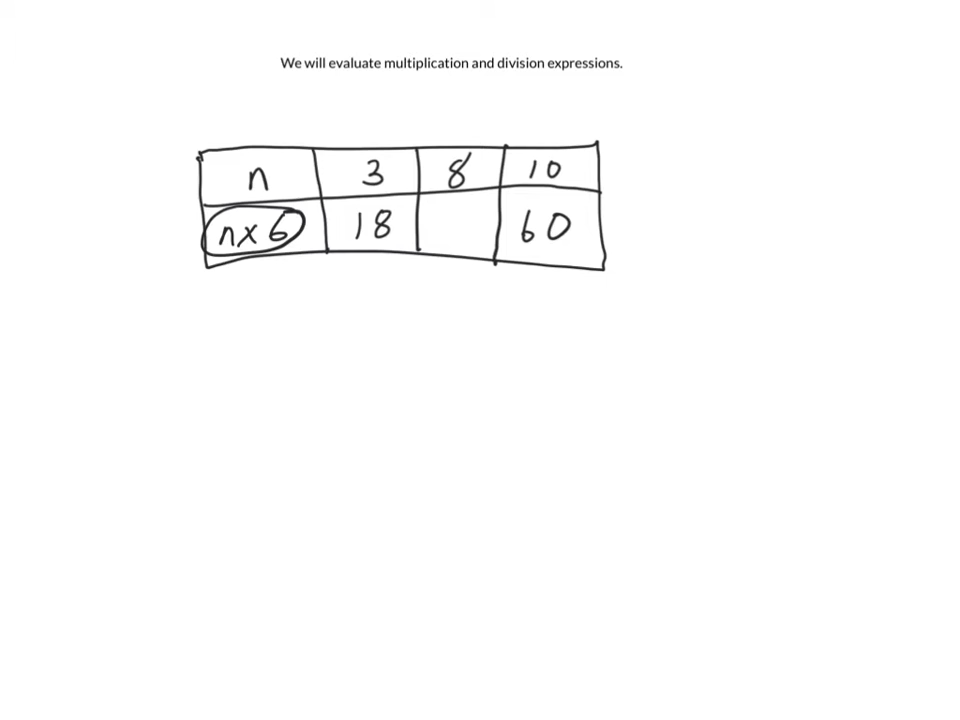 We will evaluate multiplication and division expressions.
n 3 8 10
n×6 18 60